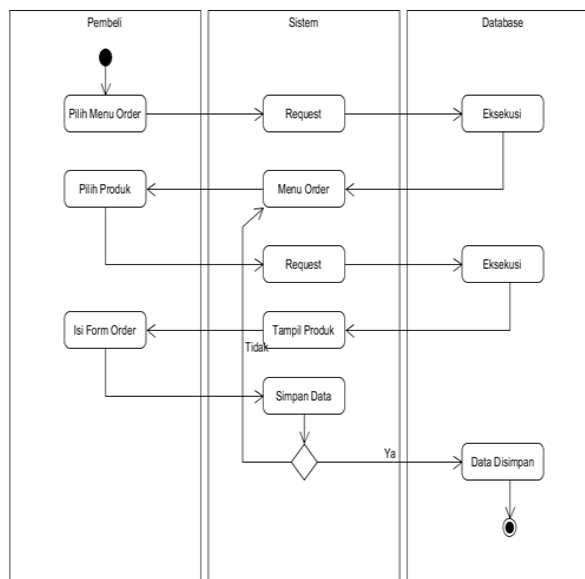 Pembeli
Sistem
Database
Pilih Menu Order
Request
Eksekusi
Pilih Produk
Menu Order
Request
Eksekusi
Isi Form Order
Tampil Produk
Tidak
Simpan Data
Ya
Data Disimpan